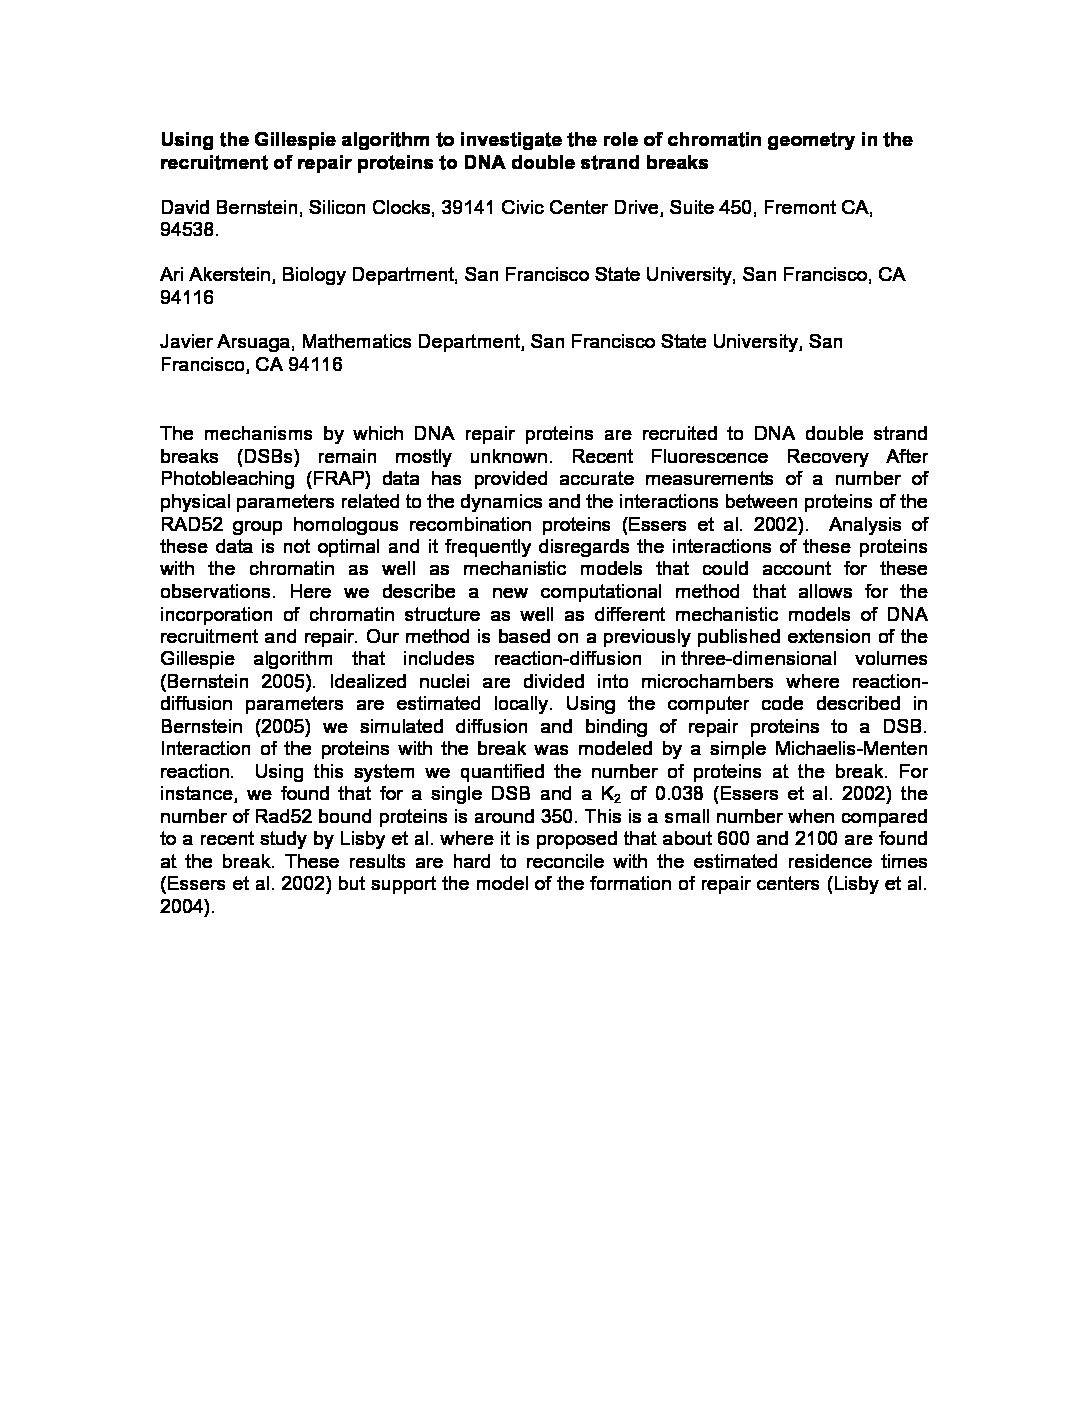 Using the Gillespie algorithm to investigate the role of chromatin geometry in the
recruitment of repair proteins to DNA double strand breaks
David Bernstein, Silicon Clocks, 39141 Civic Center Drive, Suite 450, Fremont CA,
94538.
Ari Akerstein, Biology Department, San Francisco State University, San Francisco, CA
94116
Javier Arsuaga, Mathematics Department, San Francisco State University, San
Francisco, CA 94116
The mechanisms by which DNA repair proteins are recruited to DNA double strand
breaks (DSBs) remain mostly unknown. Recent Fluorescence Recovery After
Photobleaching (FRAP) data has provided accurate measurements of a number of
physical parameters related to the dynamics and the interactions between proteins of the
RAD52 group homologous recombination proteins (Essers et al. 2002). Analysis of
these data is not optimal and it frequently disregards the interactions of these proteins
with the chromatin as well as mechanistic models that could account for these
observations. Here we describe a new computational method that allows for the
incorporation of chromatin structure as well as different mechanistic models of DNA
recruitment and repair. Our method is based on a previously published extension of the
Gillespie algorithm that includes reaction-diffusion in three-dimensional volumes
(Bernstein 2005). Idealized nuclei are divided into microchambers where reaction-
diffusion parameters are estimated locally. Using the computer code described in
Bernstein (2005) we simulated diffusion and binding of repair proteins to a DSB.
Interaction of the proteins with the break was modeled by a simple Michaelis-Menten
reaction. Using this system we quantified the number of proteins at the break. For
instance, we found that for a single DSB and a K₂ of 0.038 (Essers et al. 2002) the
number of Rad52 bound proteins is around 350. This is a small number when compared
to a recent study by Lisby et al. where it is proposed that about 600 and 2100 are found
at the break. These results are hard to reconcile with the estimated residence times
(Essers et al. 2002) but support the model of the formation of repair centers (Lisby et al.
2004).